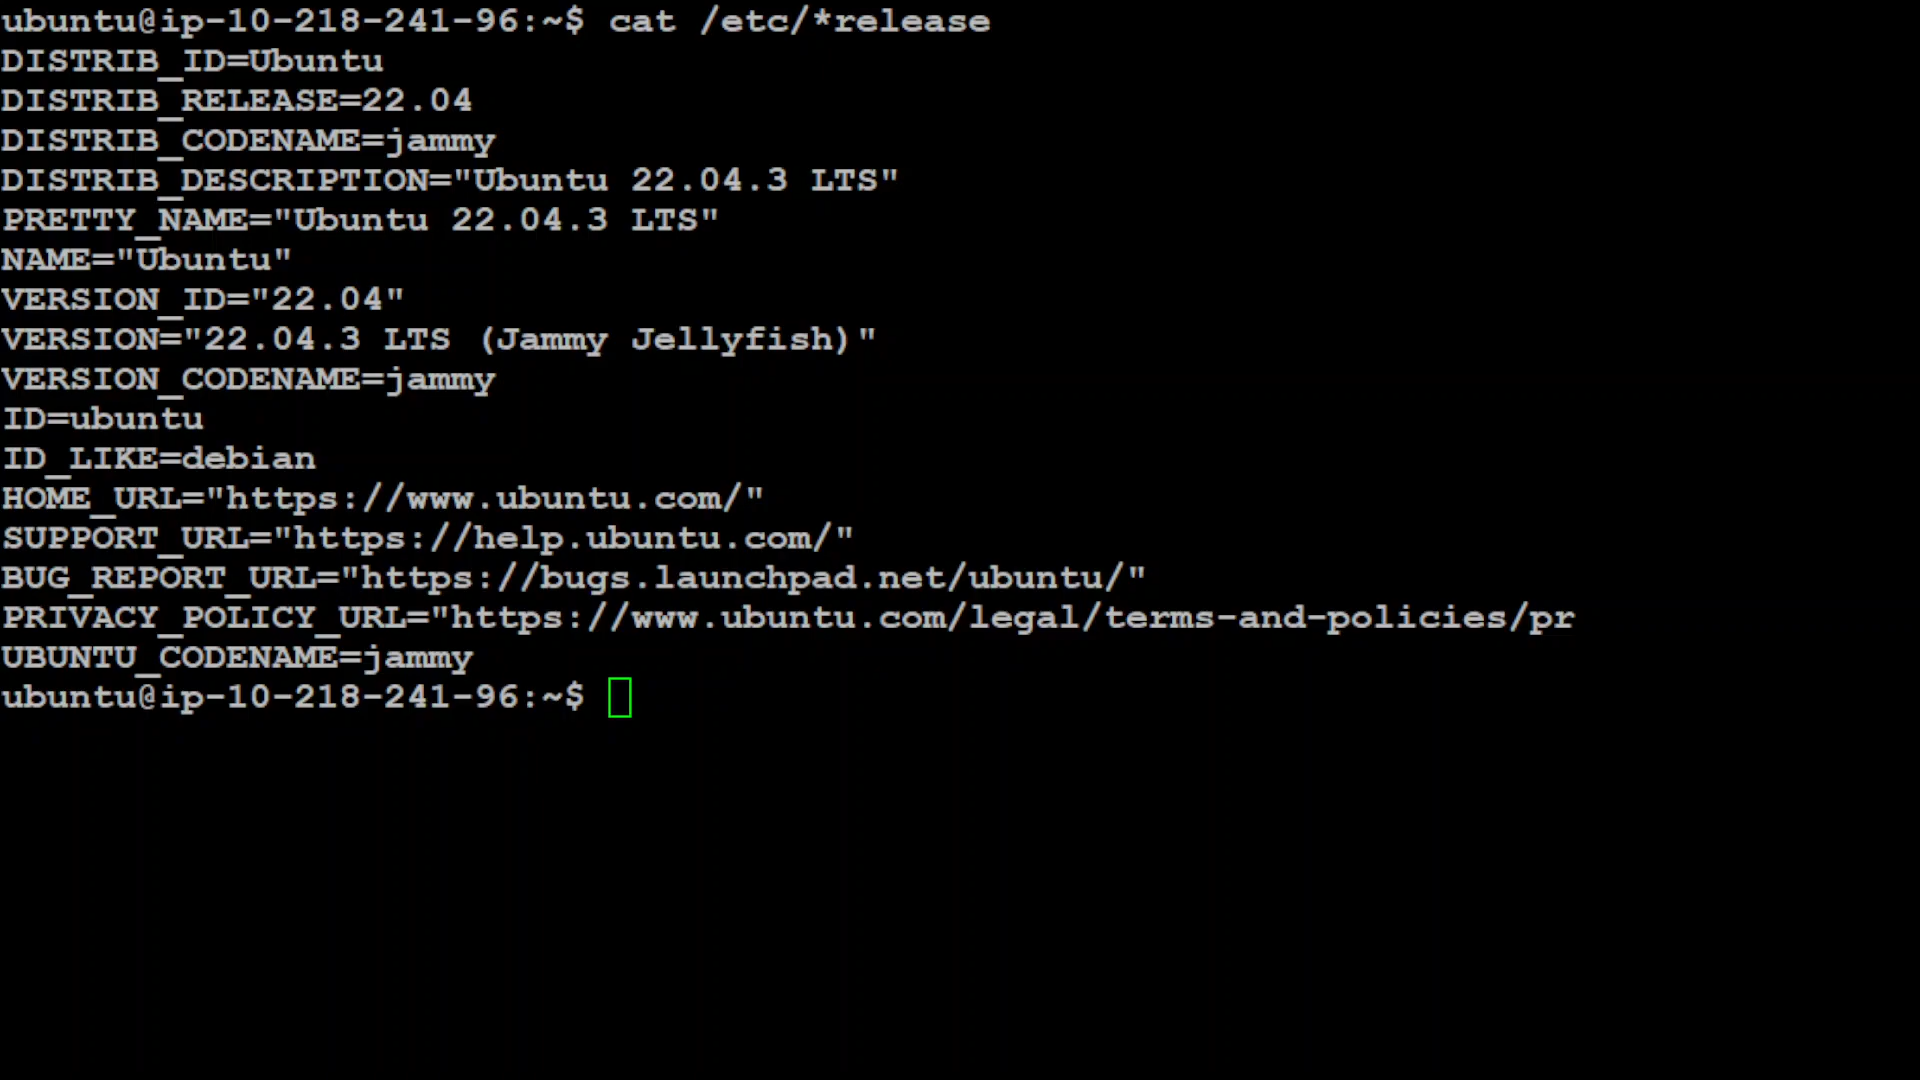 ubuntu@ip-10-218-241-96:~$ cat /etc/*release
DISTRIB_ID=Ubuntu
DISTRIB_RELEASE=22.04
DISTRIB_CODENAME=jammy
DISTRIB_DESCRIPTION="Ubuntu 22.04.3 LTS"
PRETTY_NAME="Ubuntu 22.04.3 LTS"
NAME="Ubuntu"
VERSION_ID="22.04"
VERSION="22.04.3 LTS (Jammy Jellyfish)"
VERSION_CODENAME=jammy
ID=ubuntu
ID_LIKE=debian
HOME_URL="https://www.ubuntu.com/"
SUPPORT_URL="https://help.ubuntu.com/"
BUG_REPORT_URL="https://bugs.launchpad.net/ubuntu/"
PRIVACY_POLICY_URL="https://www.ubuntu.com/legal/terms-and-policies/pr
UBUNTU_CODENAME=jammy
ubuntu@ip-10-218-241-96:~$